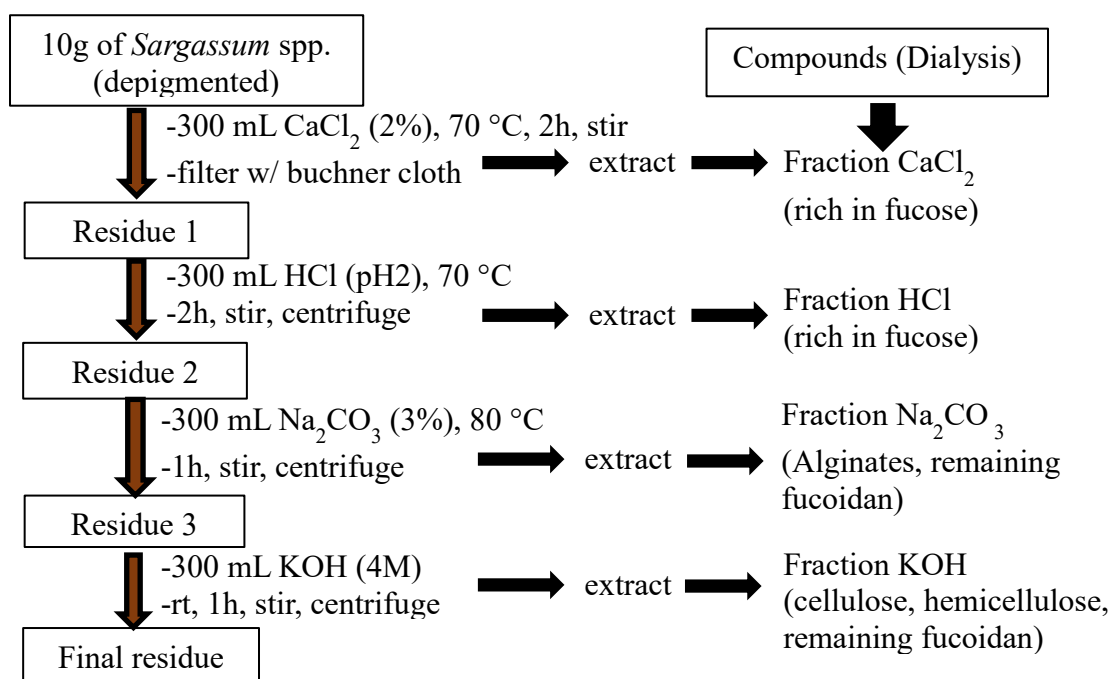 10g of Sargassum spp.
(depigmented)
Compounds (Dialysis)
-300 mL CaCl₂ (2%), 70 °C, 2h, stir
-filter w/ buchner cloth
extract
Fraction CaCl₂
(rich in fucose)
Residue 1
-300 mL HCl (pH2), 70 °C
-2h, stir, centrifuge
extract
Fraction HCl
(rich in fucose)
Residue 2
-300 mL Na₂CO₃ (3%), 80 °C
-1h, stir, centrifuge
extract
Fraction Na₂CO₃
(Alginates, remaining
fucoidan)
Residue 3
-300 mL KOH (4M)
-rt, 1h, stir, centrifuge
extract
Fraction KOH
(cellulose, hemicellulose,
remaining fucoidan)
Final residue